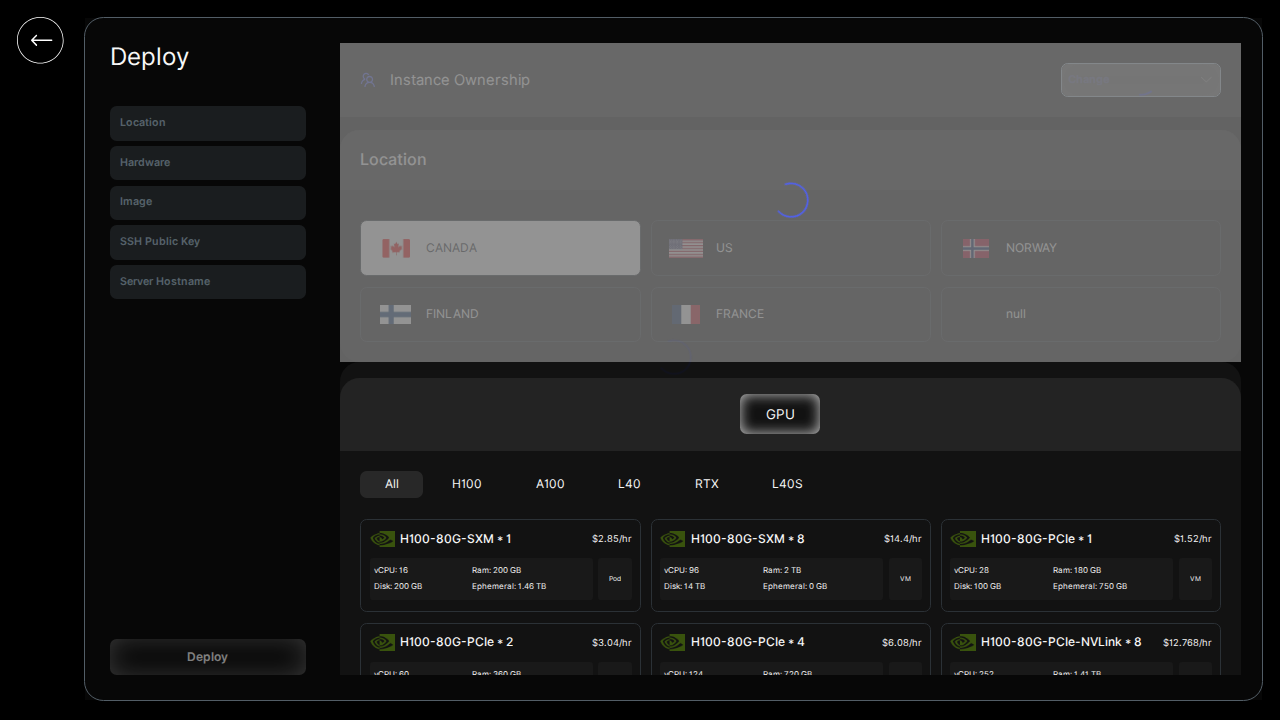 Deploy
Location
Hardware
Image
SSH Public Key
Server Hostname
Deploy
Instance Ownership
Location
CANADA
US
NORWAY
FINLAND
FRANCE
null
GPU
All
H100
A100
L40
RTX
L40S
H100-80G-SXM * 1
$2.85/hr
vCPU: 16
Ram: 200 GB
Disk: 200 GB
Ephemeral: 1.46 TB
Pod
H100-80G-SXM * 8
$14.4/hr
vCPU: 96
Ram: 2 TB
Disk: 14 TB
Ephemeral: 0 GB
VM
H100-80G-PCIe * 1
$1.52/hr
vCPU: 28
Ram: 180 GB
Disk: 100 GB
Ephemeral: 750 GB
VM
H100-80G-PCIe * 2
$3.04/hr
vCPU: 60
Ram: 360 GB
H100-80G-PCIe * 4
$6.08/hr
vCPU: 124
Ram: 720 GB
H100-80G-PCIe-NVLink * 8
$12.768/hr
vCPU: 252
Ram: 1.41 TB